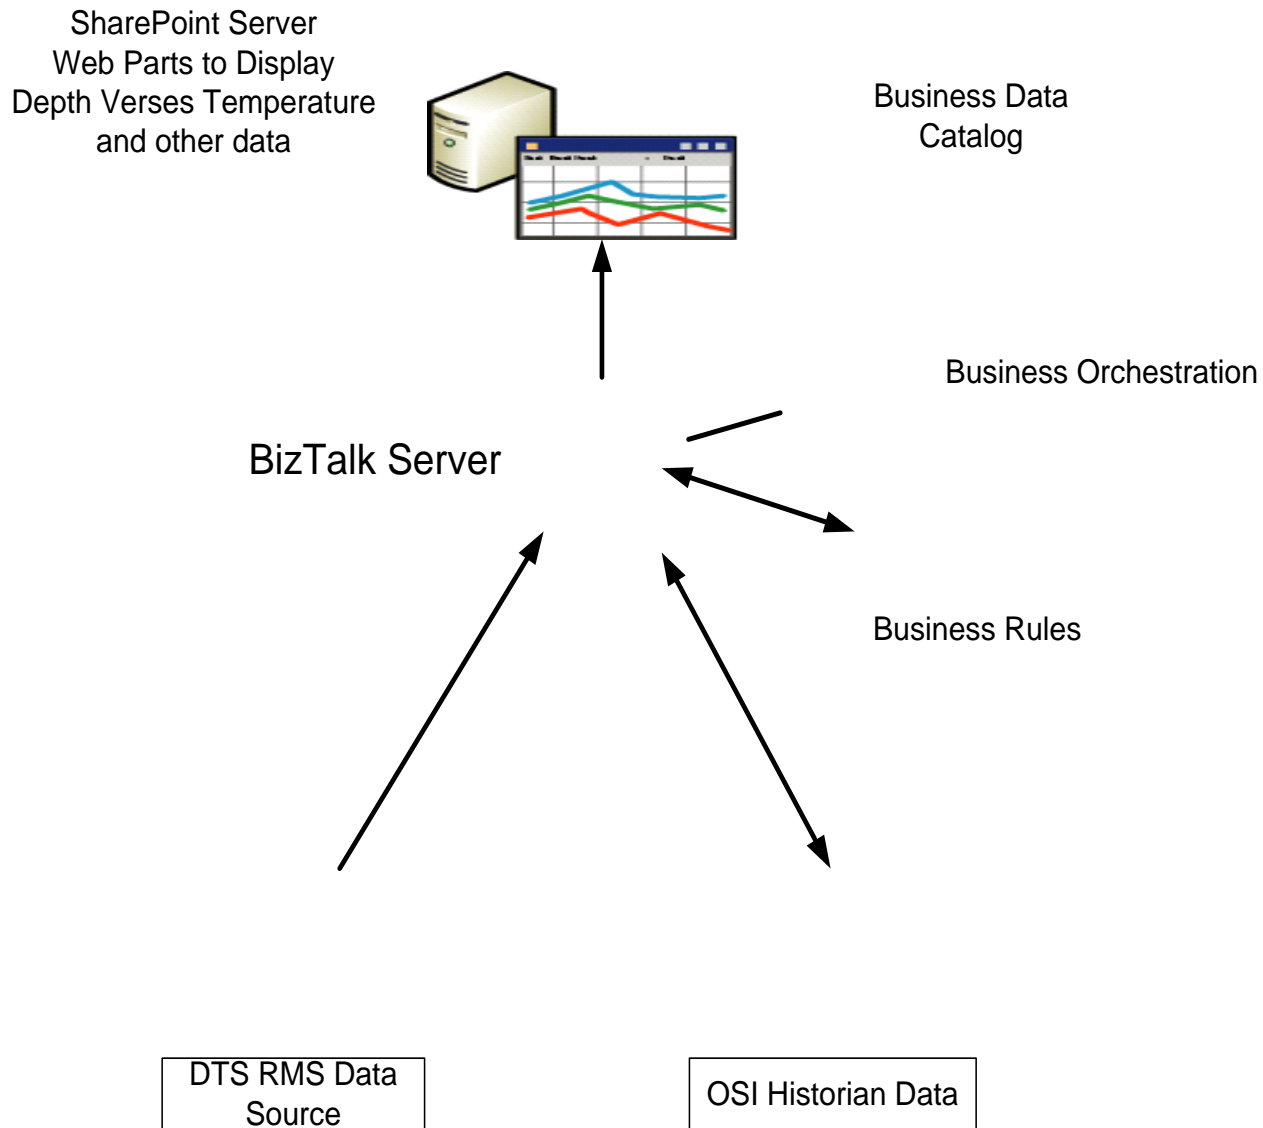 SharePoint Server
Web Parts to Display
Depth Verses Temperature
and other data
Business Data
Catalog
Business Orchestration
BizTalk Server
Business Rules
DTS RMS Data
Source
OSI Historian Data